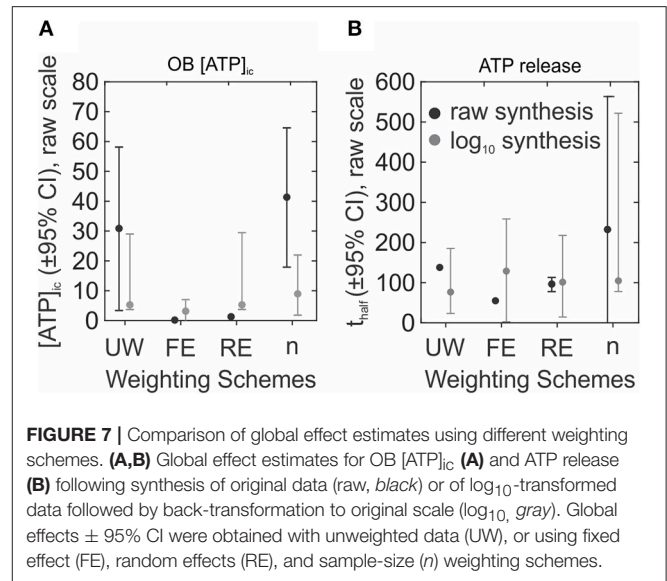 A
B
OB [ATP]ic
ATP release
[ATP]ic (±95% CI), raw scale
80
70
60
50
40
30
20
10
0
UW FE RE n
Weighting Schemes
thalf (±95% CI), raw scale
600
500
400
300
200
100
0
raw synthesis
log10 synthesis
UW FE RE n
Weighting Schemes
FIGURE 7 | Comparison of global effect estimates using different weighting
schemes. (A,B) Global effect estimates for OB [ATP]ic (A) and ATP release
(B) following synthesis of original data (raw, black) or of log10-transformed
data followed by back-transformation to original scale (log10, gray). Global
effects ± 95% CI were obtained with unweighted data (UW), or using fixed
effect (FE), random effects (RE), and sample-size (n) weighting schemes.